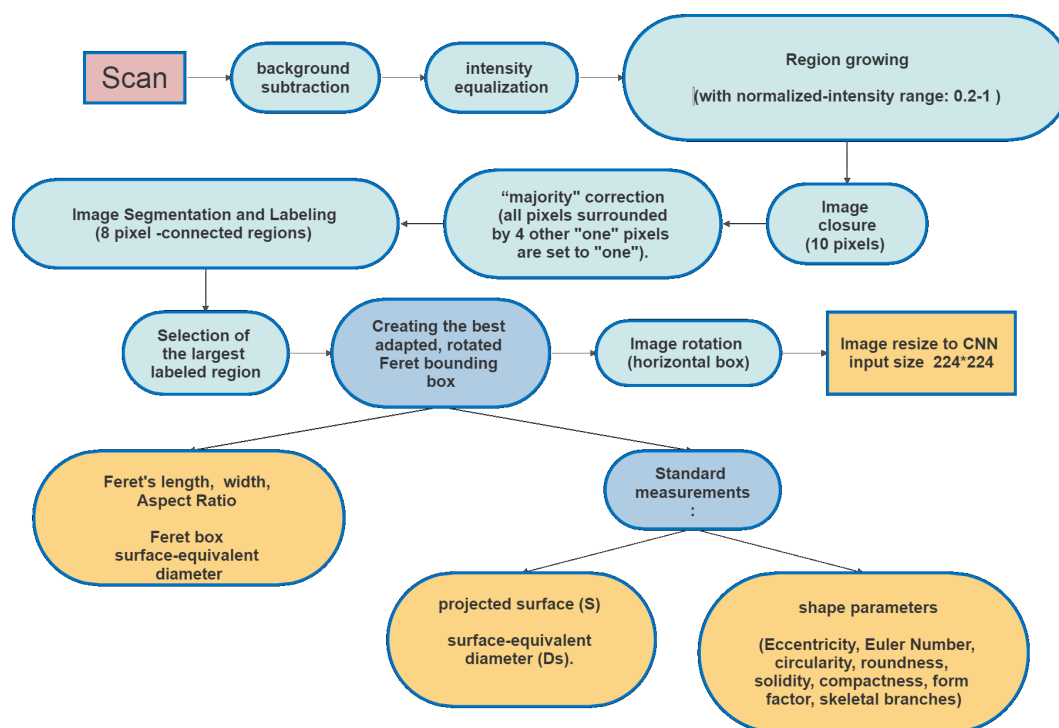 Scan
background
subtraction
intensity
equalization
Region growing
(with normalized-intensity range: 0.2-1 )
Image
closure
(10 pixels)
“majority" correction
(all pixels surrounded
by 4 other "one" pixels
are set to "one").
Image Segmentation and Labeling
(8 pixel -connected regions)
Selection of
the largest
labeled region
Creating the best
adapted, rotated
Feret bounding
box
Image rotation
(horizontal box)
Image resize to CNN
input size 224*224
Feret's length, width,
Aspect Ratio
Feret box
surface-equivalent
diameter
Standard
measurements
:
projected surface (S)
surface-equivalent
diameter (Ds).
shape parameters
(Eccentricity, Euler Number,
circularity, roundness,
solidity, compactness, form
factor, skeletal branches)